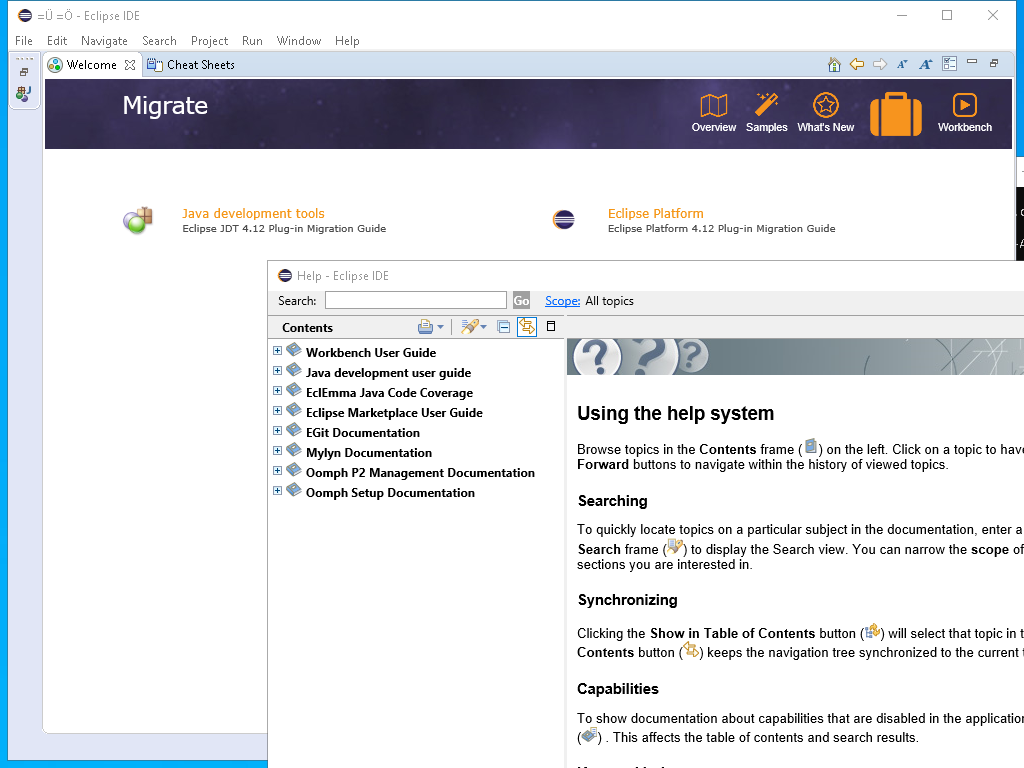 =Ü =Ö - Eclipse IDE
File Edit Navigate Search Project Run Window Help
Welcome Cheat Sheets
Migrate
Overview Samples What's New Workbench
Java development tools
Eclipse JDT 4.12 Plug-in Migration Guide
Eclipse Platform
Eclipse Platform 4.12 Plug-in Migration Guide
Help - Eclipse IDE
Search: Go Scope: All topics
Contents
Workbench User Guide
Java development user guide
EclEmma Java Code Coverage
Eclipse Marketplace User Guide
EGit Documentation
Mylyn Documentation
Oomph P2 Management Documentation
Oomph Setup Documentation
Using the help system
Browse topics in the Contents frame ( ) on the left. Click on a topic to have
Forward buttons to navigate within the history of viewed topics.
Searching
To quickly locate topics on a particular subject in the documentation, enter a
Search frame ( ) to display the Search view. You can narrow the scope of
sections you are interested in.
Synchronizing
Clicking the Show in Table of Contents button ( ) will select that topic in
Contents button ( ) keeps the navigation tree synchronized to the current
Capabilities
To show documentation about capabilities that are disabled in the application
( ) . This affects the table of contents and search results.